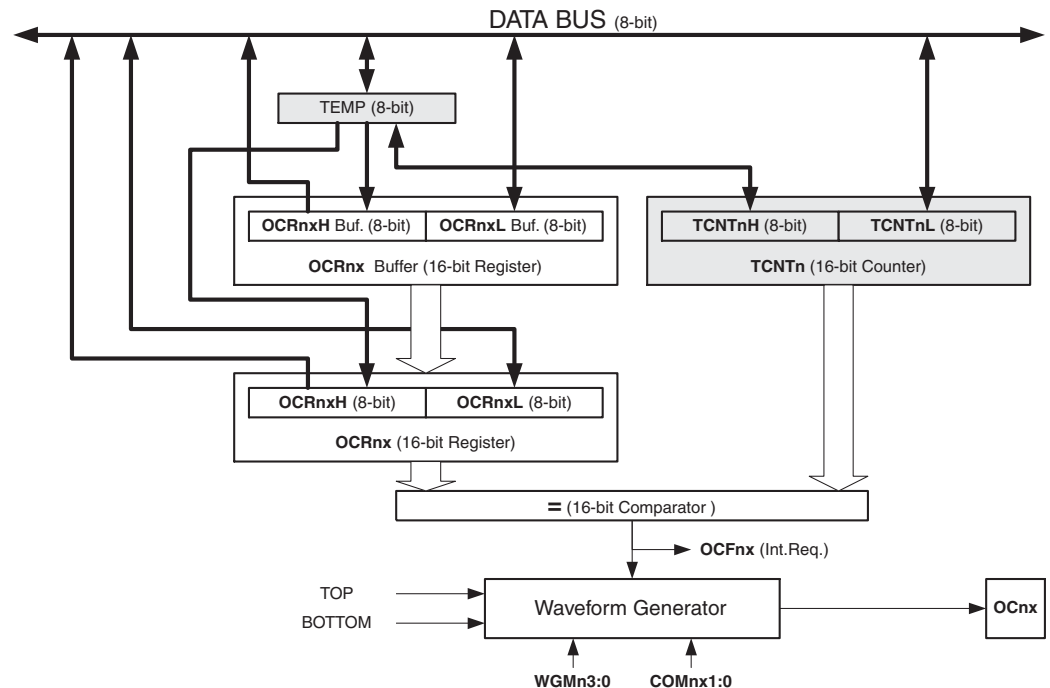 DATA BUS (8-bit)
TEMP (8-bit)
OCRnxH Buf. (8-bit) OCRnxL Buf. (8-bit)
OCRnx Buffer (16-bit Register)
TCNTnH (8-bit) TCNTnL (8-bit)
TCNTn (16-bit Counter)
OCRnxH (8-bit) OCRnxL (8-bit)
OCRnx (16-bit Register)
= (16-bit Comparator )
OCFnx (Int.Req.)
TOP
BOTTOM
Waveform Generator
OCnx
WGMn3:0 COMnx1:0